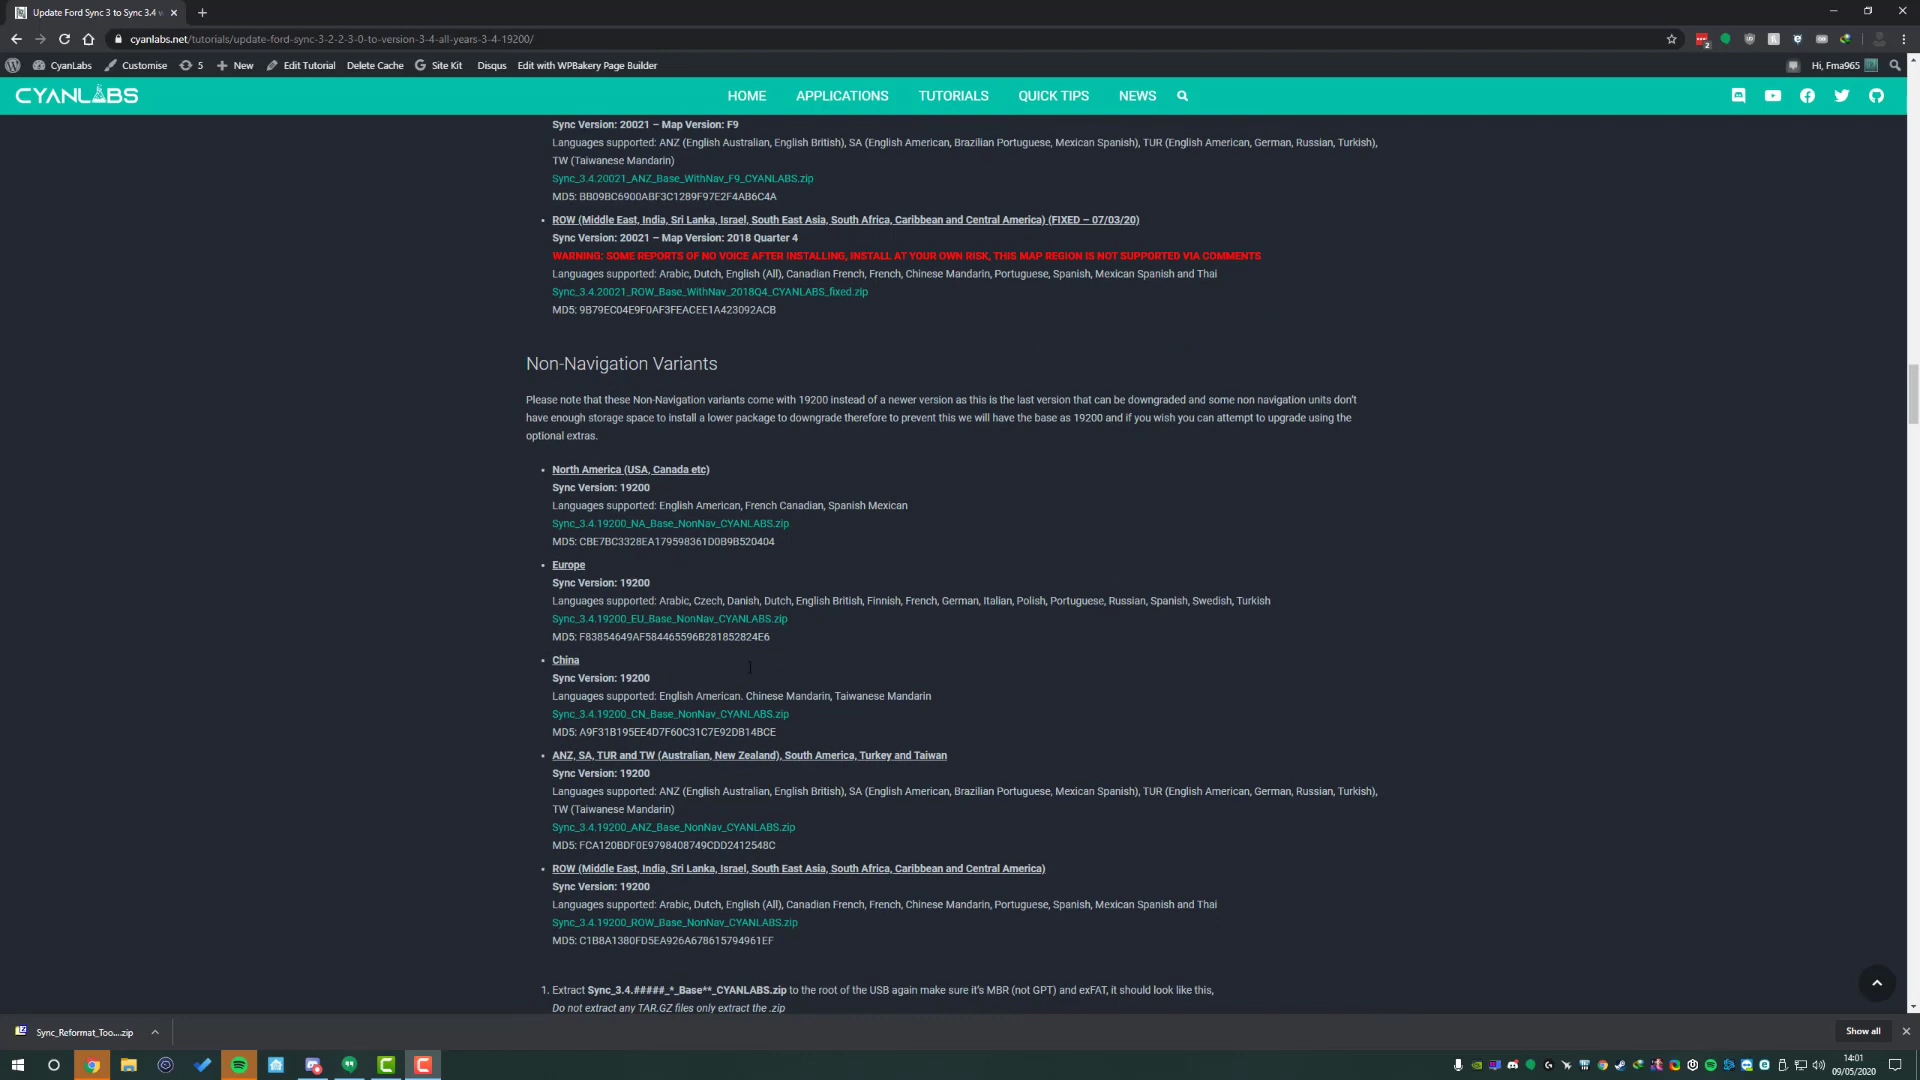 Update Ford Sync 3 to Sync 3.4 v
cyanlabs.net/tutorials/update-ford-sync-3-2-2-3-0-to-version-3-4-all-years-3-4-19200/
CyanLabs Customise 5 New Edit Tutorial Delete Cache Site Kit Disqus Edit with WPBakery Page Builder Hi, Fma965
CYANLABS HOME APPLICATIONS TUTORIALS QUICK TIPS NEWS
Sync Version: 20021 – Map Version: F9
Languages supported: ANZ (English Australian, English British), SA (English American, Brazilian Portuguese, Mexican Spanish), TUR (English American, German, Russian, Turkish),
TW (Taiwanese Mandarin)
Sync_3.4.20021_ANZ_Base_WithNav_F9_CYANLABS.zip
MD5: BB09BC6900ABF3C1289F97E2F4AB6C4A
• ROW (Middle East, India, Sri Lanka, Israel, South East Asia, South Africa, Caribbean and Central America) (FIXED – 07/03/20)
Sync Version: 20021 – Map Version: 2018 Quarter 4
WARNING: SOME REPORTS OF NO VOICE AFTER INSTALLING, INSTALL AT YOUR OWN RISK, THIS MAP REGION IS NOT SUPPORTED VIA COMMENTS
Languages supported: Arabic, Dutch, English (All), Canadian French, French, Chinese Mandarin, Portuguese, Spanish, Mexican Spanish and Thai
Sync_3.4.20021_ROW_Base_WithNav_2018Q4_CYANLABS_fixed.zip
MD5: 9B79EC04E9F0AF3FEACEE1A423092ACB
Non-Navigation Variants
Please note that these Non-Navigation variants come with 19200 instead of a newer version as this is the last version that can be downgraded and some non navigation units don't
have enough storage space to install a lower package to downgrade therefore to prevent this we will have the base as 19200 and if you wish you can attempt to upgrade using the
optional extras.
• North America (USA, Canada etc)
Sync Version: 19200
Languages supported: English American, French Canadian, Spanish Mexican
Sync_3.4.19200_NA_Base_NonNav_CYANLABS.zip
MD5: CBE7BC3328EA179598361D0B9B520404
• Europe
Sync Version: 19200
Languages supported: Arabic, Czech, Danish, Dutch, English British, Finnish, French, German, Italian, Polish, Portuguese, Russian, Spanish, Swedish, Turkish
Sync_3.4.19200_EU_Base_NonNav_CYANLABS.zip
MD5: F83854649AF584465596B281852824E6
• China
Sync Version: 19200
Languages supported: English American. Chinese Mandarin, Taiwanese Mandarin
Sync_3.4.19200_CN_Base_NonNav_CYANLABS.zip
MD5: A9F31B195EE4D7F60C31C7E92DB14BCE
• ANZ, SA, TUR and TW (Australian, New Zealand), South America, Turkey and Taiwan
Sync Version: 19200
Languages supported: ANZ (English Australian, English British), SA (English American, Brazilian Portuguese, Mexican Spanish), TUR (English American, German, Russian, Turkish),
TW (Taiwanese Mandarin)
Sync_3.4.19200_ANZ_Base_NonNav_CYANLABS.zip
MD5: FCA120BDF0E9798408749CDD2412548C
• ROW (Middle East, India, Sri Lanka, Israel, South East Asia, South Africa, Caribbean and Central America)
Sync Version: 19200
Languages supported: Arabic, Dutch, English (All), Canadian French, French, Chinese Mandarin, Portuguese, Spanish, Mexican Spanish and Thai
Sync_3.4.19200_ROW_Base_NonNav_CYANLABS.zip
MD5: C1B8A1380FD5EA926A678615794961EF
1. Extract Sync_3.4.#####_*_Base**_CYANLABS.zip to the root of the USB again make sure it's MBR (not GPT) and exFAT, it should look like this,
Do not extract any TAR.GZ files only extract the .zip
Sync_Reformat_Too....zip Show all
14:01
09/05/2020